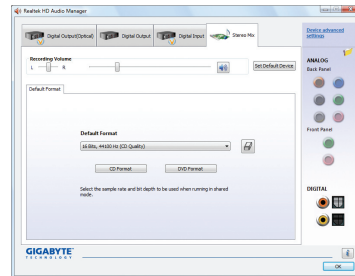 Realtek HD Audio Manager
Digital Output(Optical)
Digital Output
Digital Input
Stereo Mix
Device advanced
settings
Recording Volume
L
R
Set Default Device
ANALOG
Back Panel
Default Format
Default Format
16 Bits, 44100 Hz (CD Quality)
CD Format
DVD Format
Select the sample rate and bit depth to be used when running in shared
mode.
Front Panel
DIGITAL
GIGABYTE
TECHNOLOGY
i
OK